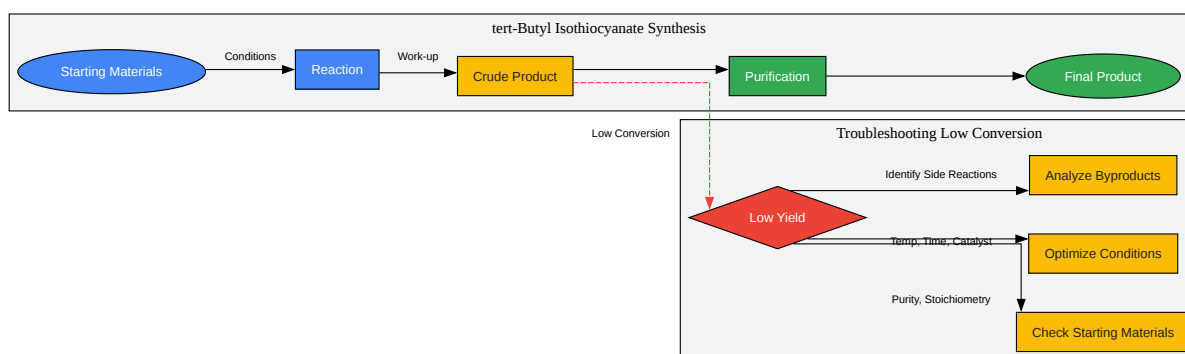 tert-Butyl Isothiocyanate Synthesis
Starting Materials
Conditions
Reaction
Work-up
Crude Product
Purification
Final Product
Low Conversion
Troubleshooting Low Conversion
Identify Side Reactions
Analyze Byproducts
Low Yield
Temp, Time, Catalyst
Optimize Conditions
Purity, Stoichiometry
Check Starting Materials